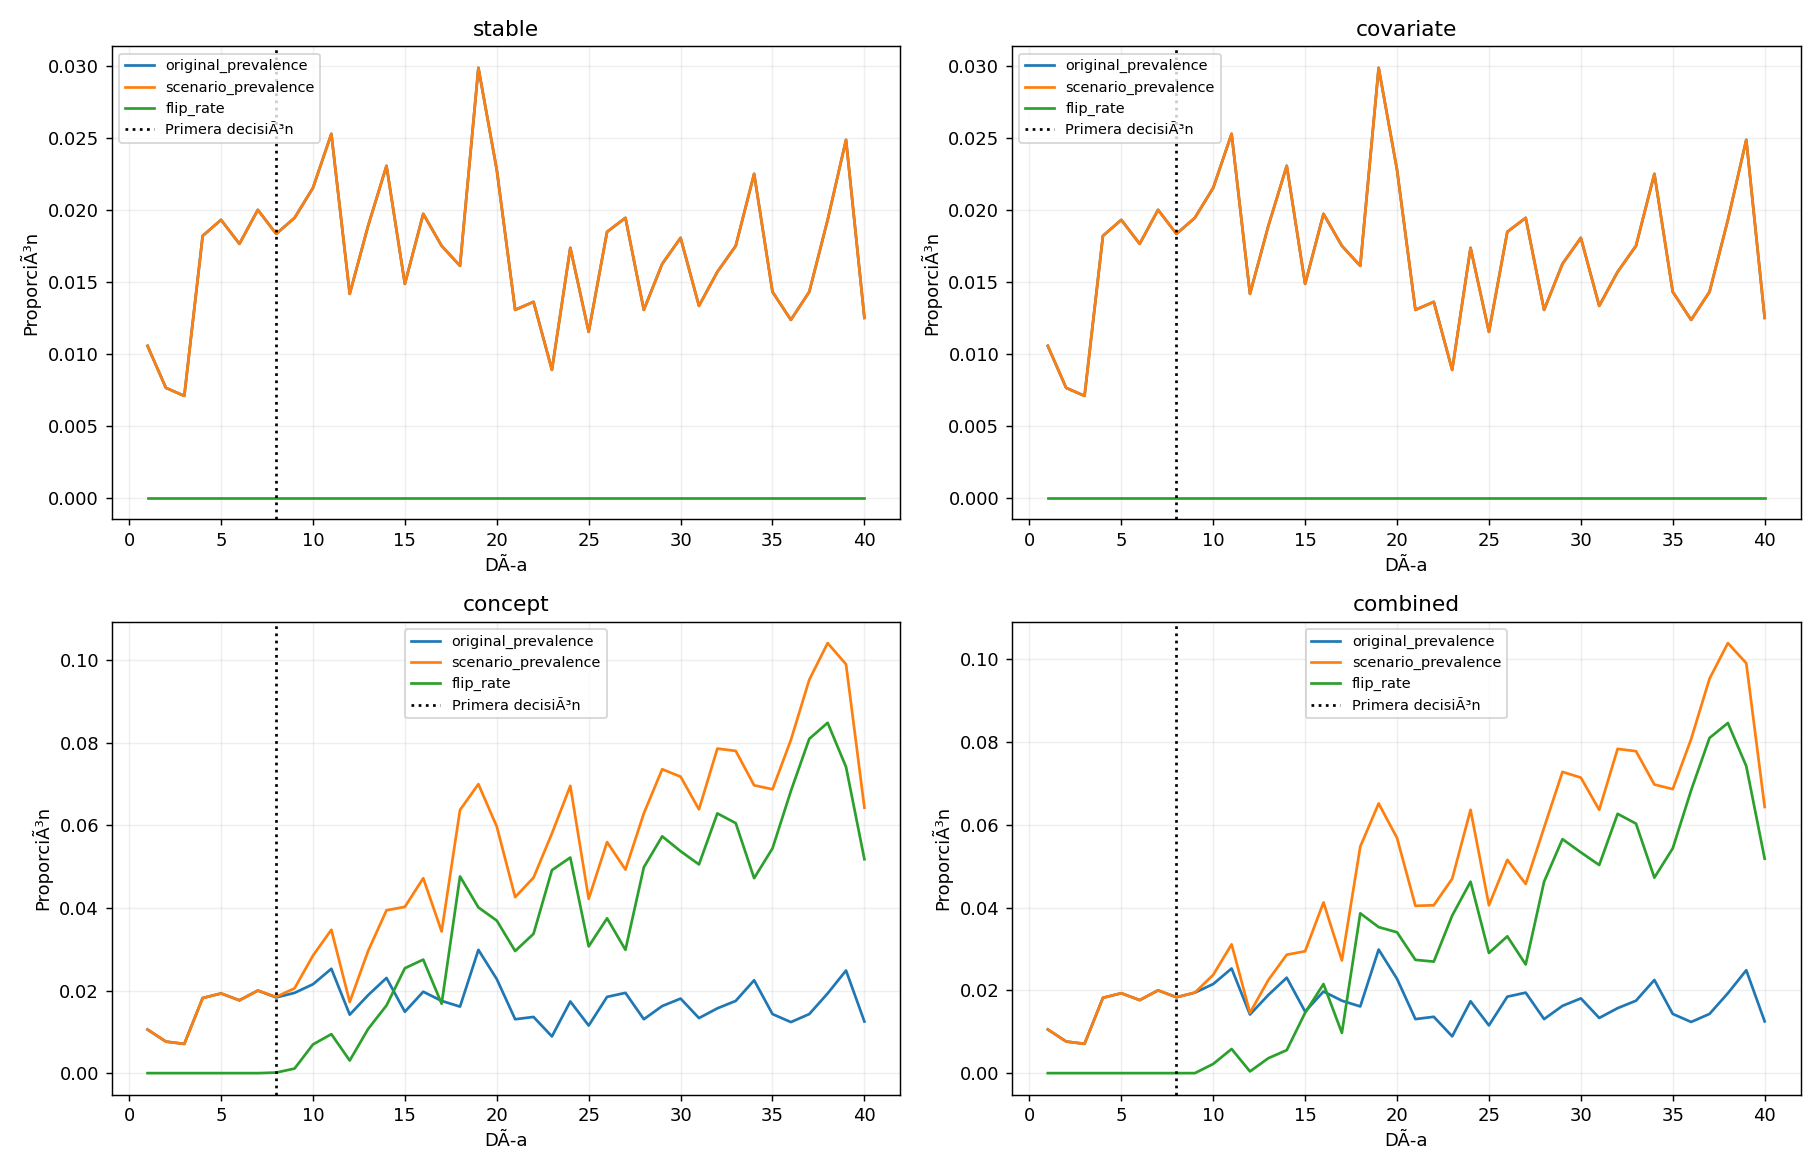 stable
0.030
0.025
0.020
0.015
0.010
0.005
0.000
ProporciÃ³n
original_prevalence
scenario_prevalence
flip_rate
Primera decisiÃ³n
0 5 10 15 20 25 30 35 40
DÃ-a
covariate
0.030
0.025
0.020
0.015
0.010
0.005
0.000
ProporciÃ³n
original_prevalence
scenario_prevalence
flip_rate
Primera decisiÃ³n
0 5 10 15 20 25 30 35 40
DÃ-a
concept
0.10
0.08
0.06
0.04
0.02
0.00
ProporciÃ³n
original_prevalence
scenario_prevalence
flip_rate
Primera decisiÃ³n
0 5 10 15 20 25 30 35 40
DÃ-a
combined
0.10
0.08
0.06
0.04
0.02
0.00
ProporciÃ³n
original_prevalence
scenario_prevalence
flip_rate
Primera decisiÃ³n
0 5 10 15 20 25 30 35 40
DÃ-a